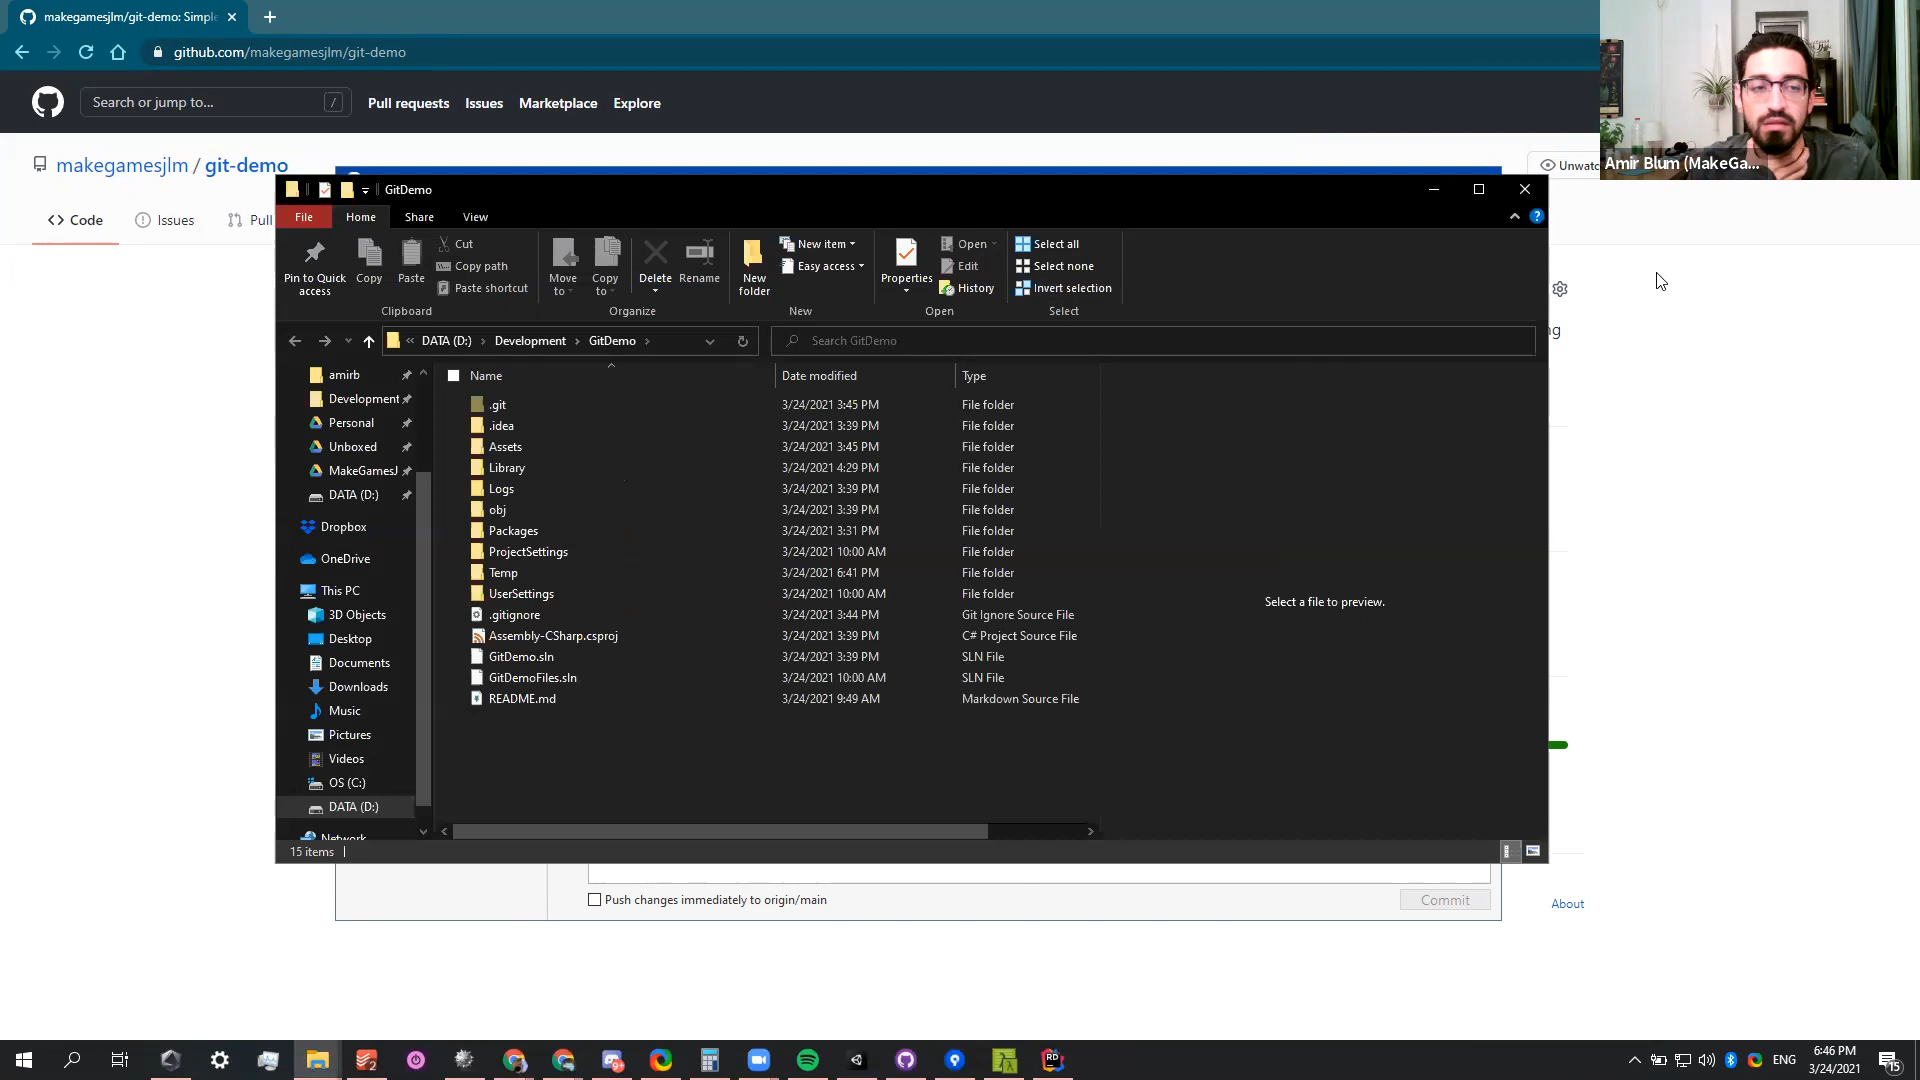 makegamesjlm/git-demo: Simple
github.com/makegamesjlm/git-demo
Search or jump to... /
Pull requests Issues Marketplace Explore
Amir Blum (MakeGa...
makegamesjlm / git-demo
Code
Issues
Pull
Unwatc
GitDemo
File Home Share View
Pin to Quick access
Copy
Paste
Cut
Copy path
Paste shortcut
Clipboard
Move to
Copy to
Delete
Rename
Organize
New folder
New item
Easy access
New
Properties
Open
Edit
History
Open
Select all
Select none
Invert selection
Select
« DATA (D:) > Development > GitDemo >
Search GitDemo
ng
amirb
Development
Personal
Unboxed
MakeGamesJ
DATA (D:)
Dropbox
OneDrive
This PC
3D Objects
Desktop
Documents
Downloads
Music
Pictures
Videos
OS (C:)
DATA (D:)
Network
Name Date modified Type
.git 3/24/2021 3:45 PM File folder
.idea 3/24/2021 3:39 PM File folder
Assets 3/24/2021 3:45 PM File folder
Library 3/24/2021 4:29 PM File folder
Logs 3/24/2021 3:39 PM File folder
obj 3/24/2021 3:39 PM File folder
Packages 3/24/2021 3:31 PM File folder
ProjectSettings 3/24/2021 10:00 AM File folder
Temp 3/24/2021 6:41 PM File folder
UserSettings 3/24/2021 10:00 AM File folder
.gitignore 3/24/2021 3:44 PM Git Ignore Source File
Assembly-CSharp.csproj 3/24/2021 3:39 PM C# Project Source File
GitDemo.sln 3/24/2021 3:39 PM SLN File
GitDemoFiles.sln 3/24/2021 10:00 AM SLN File
README.md 3/24/2021 9:49 AM Markdown Source File
Select a file to preview.
15 items
Push changes immediately to origin/main
Commit
About
ENG
6:46 PM
3/24/2021
15